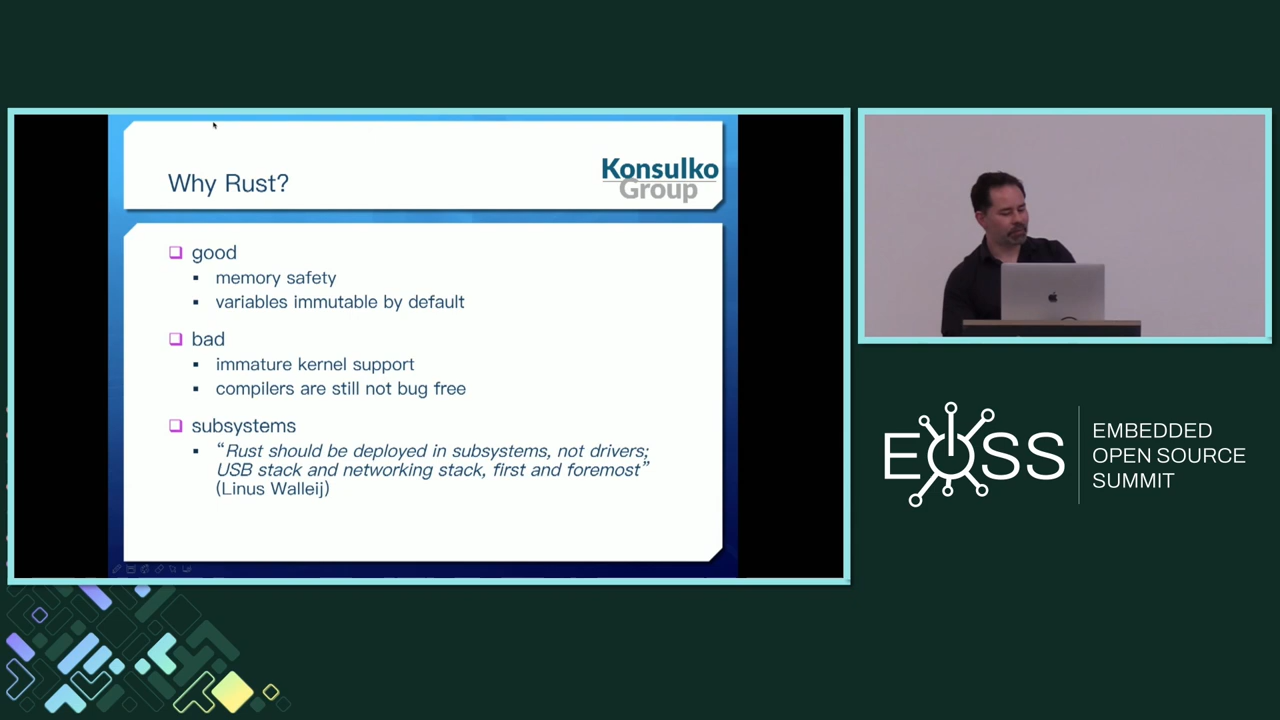 Why Rust?
Konsulko
Group
good
memory safety
variables immutable by default
bad
immature kernel support
compilers are still not bug free
subsystems
“Rust should be deployed in subsystems, not drivers;
USB stack and networking stack, first and foremost”
(Linus Walleij)
EOSS
EMBEDDED
OPEN SOURCE
SUMMIT